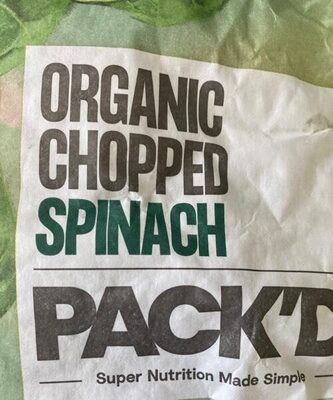 ORGANIC
CHOPPED
SPINACH
PACK'D
Super Nutrition Made Simple